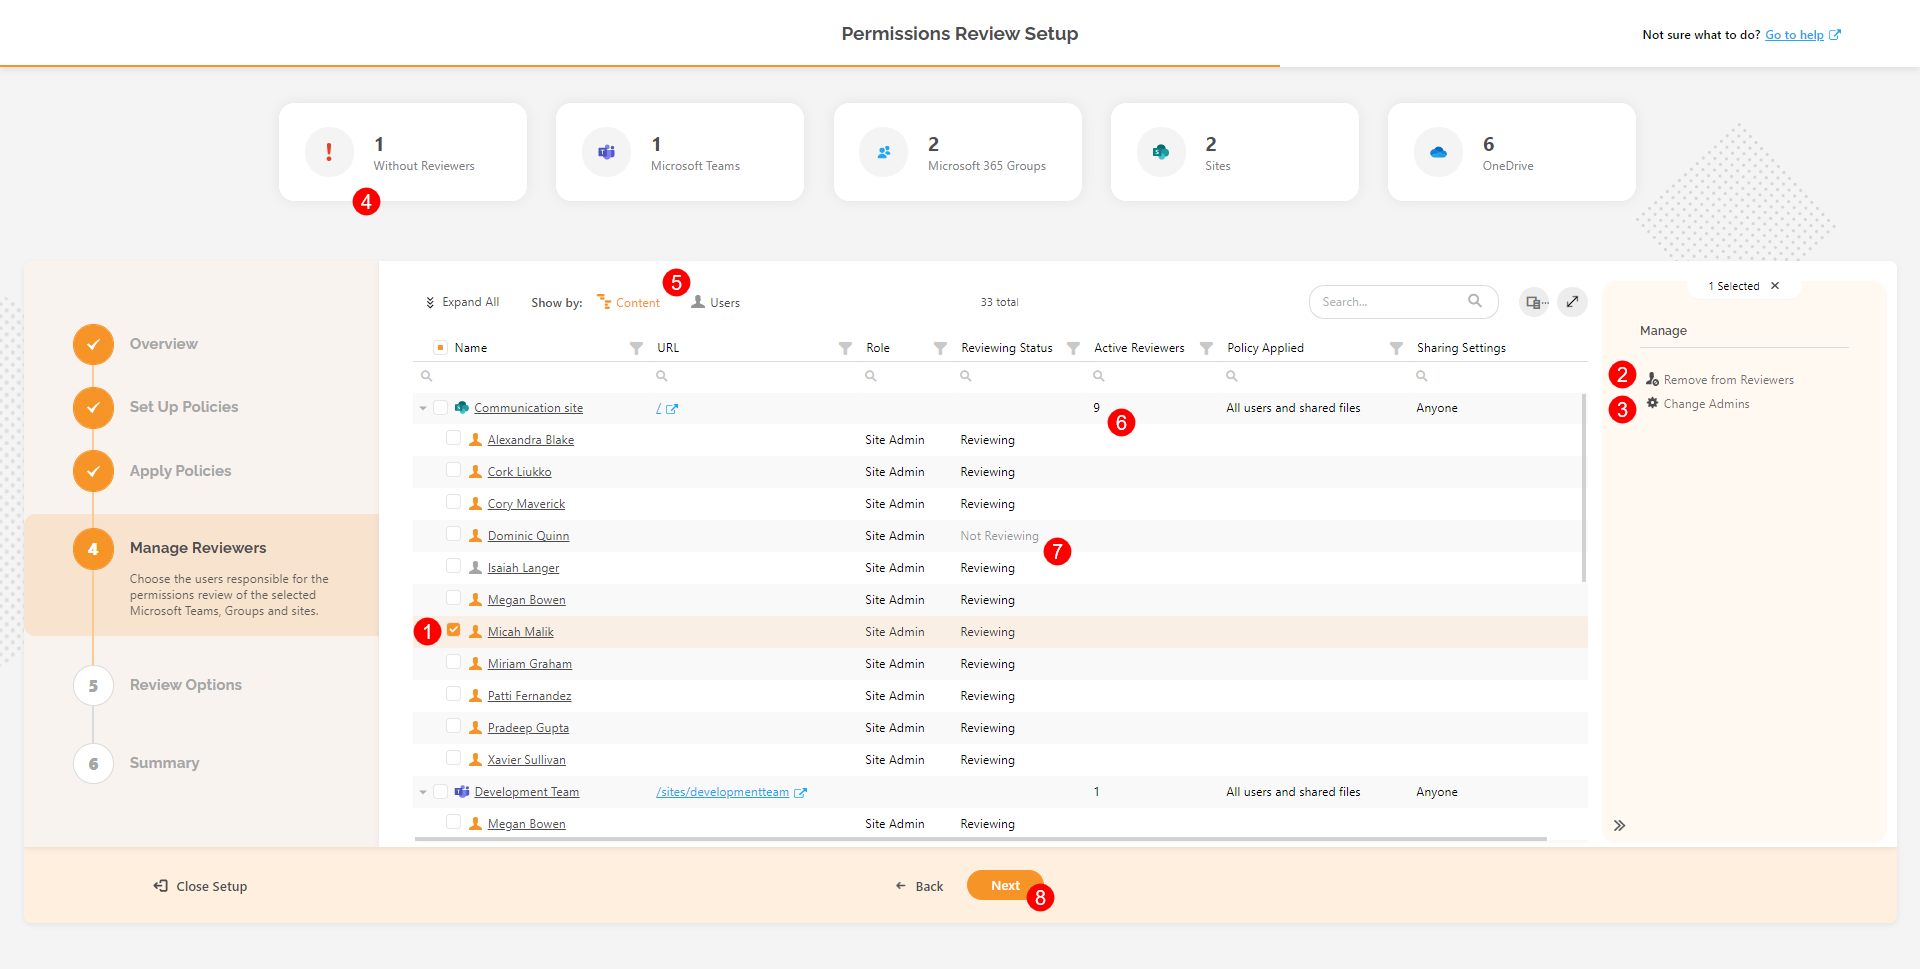 Permissions Review Setup
Not sure what to do? Go to help
1
Without Reviewers
4
1
Microsoft Teams
2
Microsoft 365 Groups
2
Sites
6
OneDrive
Overview
Set Up Policies
Apply Policies
4
Manage Reviewers
Choose the users responsible for the
permissions review of the selected
Microsoft Teams, Groups and sites.
5
Review Options
6
Summary
Expand All
Show by:
Content
5
Users
33 total
Search...
Name
URL
Role
Reviewing Status
Active Reviewers
Policy Applied
Sharing Settings
Communication site / 9 All users and shared files Anyone
6
Alexandra Blake Site Admin Reviewing
Cork Liukko Site Admin Reviewing
Cory Maverick Site Admin Reviewing
Dominic Quinn Site Admin Not Reviewing
7
Isaiah Langer Site Admin Reviewing
Megan Bowen Site Admin Reviewing
1 Micah Malik Site Admin Reviewing
Miriam Graham Site Admin Reviewing
Patti Fernandez Site Admin Reviewing
Pradeep Gupta Site Admin Reviewing
Xavier Sullivan Site Admin Reviewing
Development Team /sites/developmentteam 1 All users and shared files Anyone
Megan Bowen Site Admin Reviewing
1 Selected
Manage
2 Remove from Reviewers
3 Change Admins
Close Setup
Back
Next
8